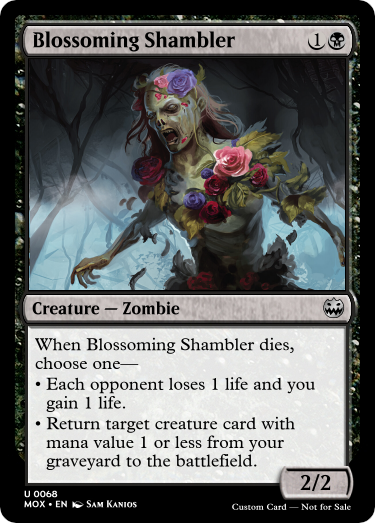 Blossoming Shambler 1
Creature — Zombie
When Blossoming Shambler dies,
choose one—
• Each opponent loses 1 life and you
gain 1 life.
• Return target creature card with
mana value 1 or less from your
graveyard to the battlefield.
2/2
U 0068
MOX • EN Sam Kanios
Custom Card — Not for Sale